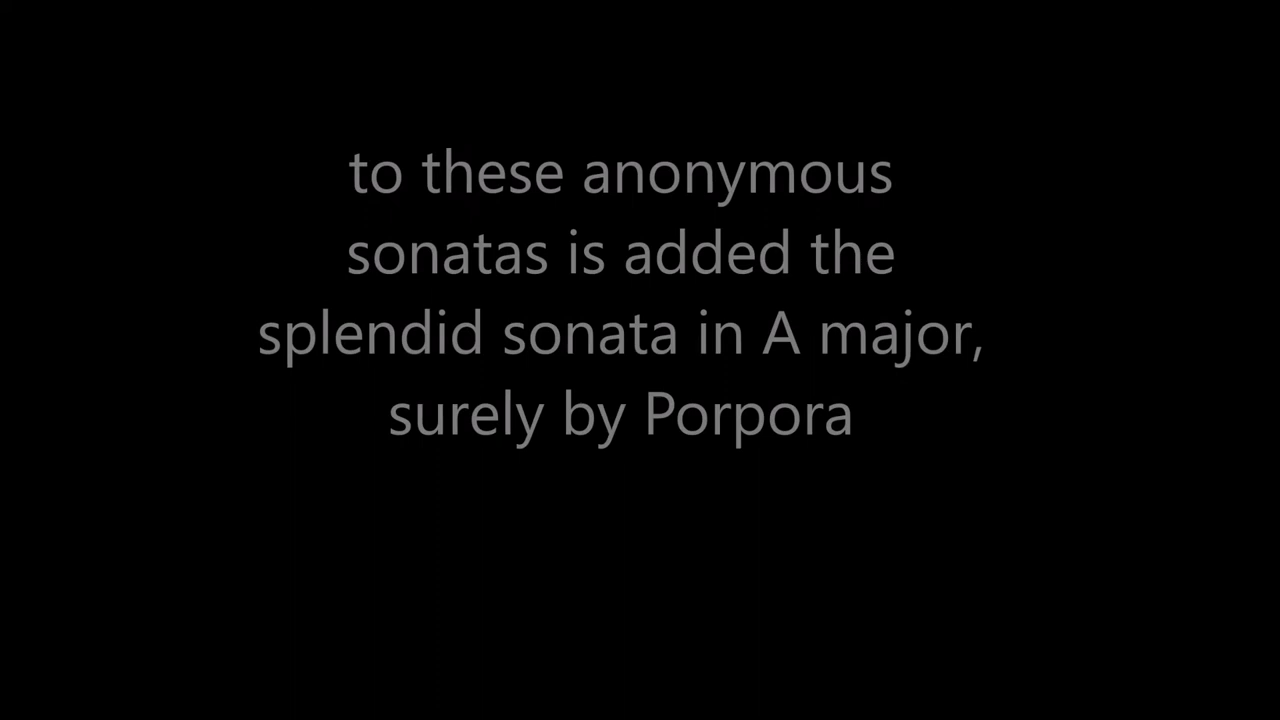 to these anonymous
sonatas is added the
splendid sonata in A major,
surely by Porpora